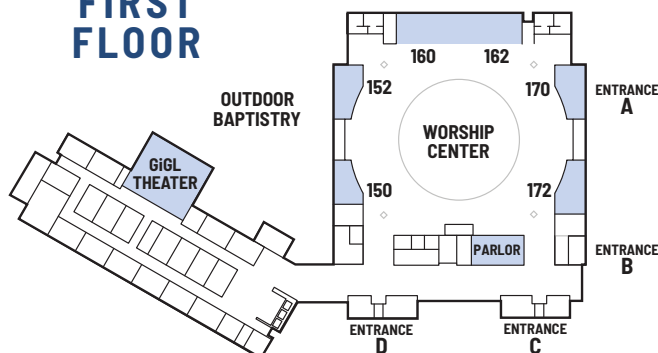 FIRST
FLOOR
160
162
152
170
ENTRANCE
A
OUTDOOR
BAPTISTRY
WORSHIP
CENTER
GiGL
THEATER
150
172
PARLOR
ENTRANCE
B
ENTRANCE
D
ENTRANCE
C